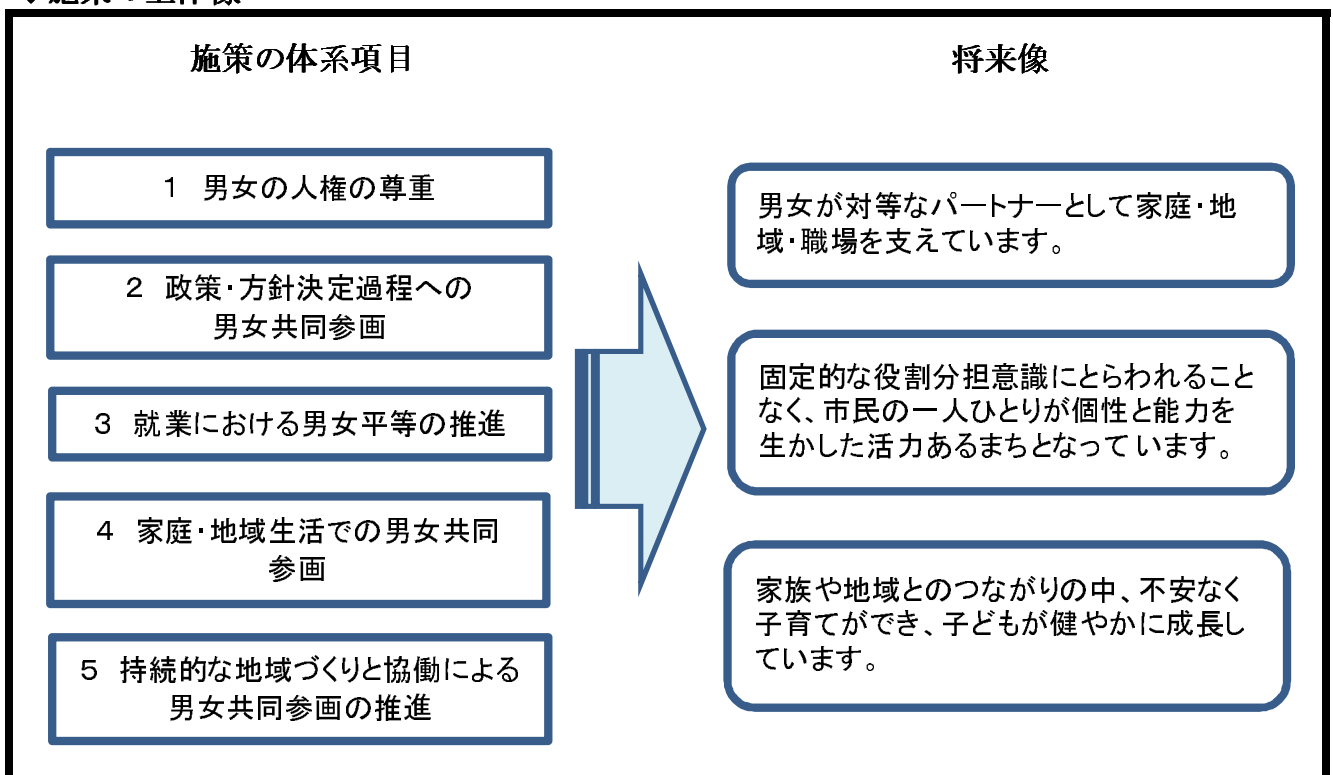 施策の体系項目
1 男女の人権の尊重
2 政策・方針決定過程への
男女共同参画
3 就業における男女平等の推進
4 家庭・地域生活での男女共同
参画
5 持続的な地域づくりと協働による
男女共同参画の推進
将来像
男女が対等なパートナーとして家庭・地
域・職場を支えています。
固定的な役割分担意識にとらわれること
なく、市民の一人ひとりが個性と能力を
生かした活力あるまちとなっています。
家族や地域とのつながりの中、不安なく
子育てができ、子どもが健やかに成長し
ています。